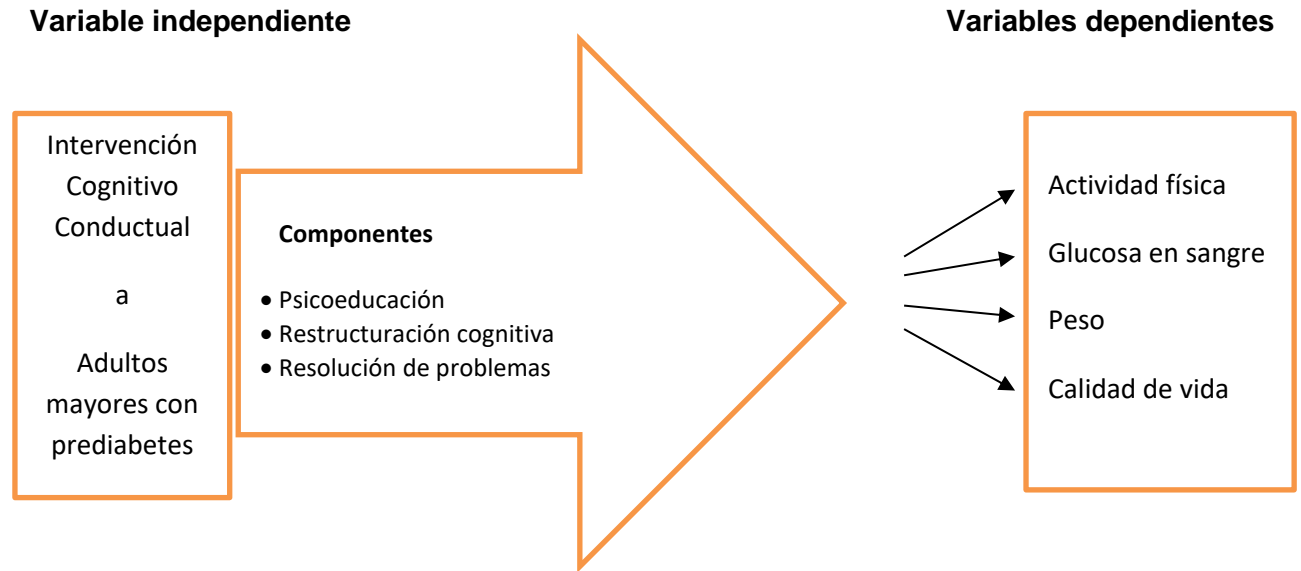 Variable independiente
Variables dependientes
Intervención
Cognitivo
Conductual
a
Adultos
mayores con
prediabetes
Componentes
• Psicoeducación
• Restructuración cognitiva
• Resolución de problemas
Actividad física
Glucosa en sangre
Peso
Calidad de vida